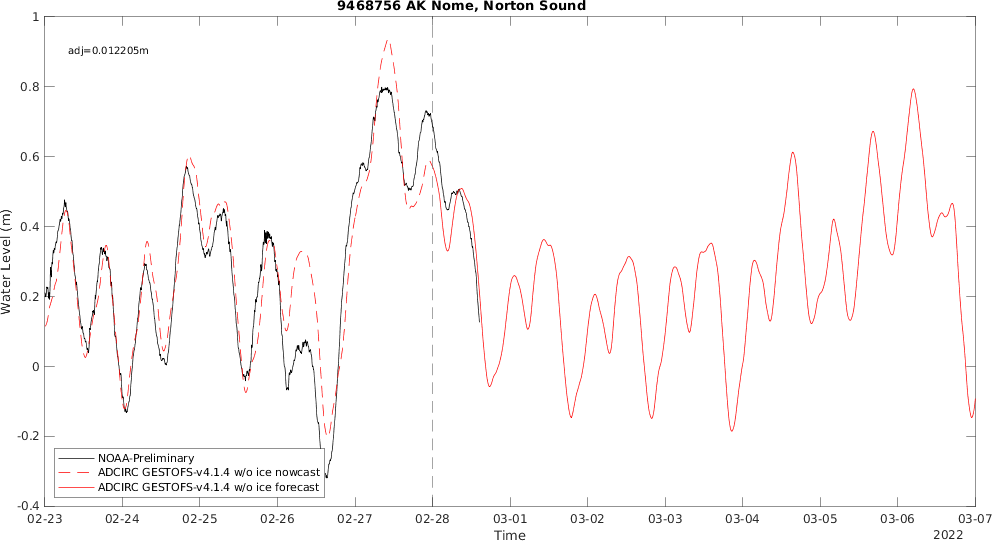 9468756 AK Nome, Norton Sound
adj=0.012205m
Water Level (m)
1
0.8
0.6
0.4
0.2
0
-0.2
-0.4
NOAA-Preliminary
ADCIRC GESTOFS-v4.1.4 w/o ice nowcast
ADCIRC GESTOFS-v4.1.4 w/o ice forecast
02-23 02-24 02-25 02-26 02-27 02-28 03-01 03-02 03-03 03-04 03-05 03-06 03-07
Time
2022